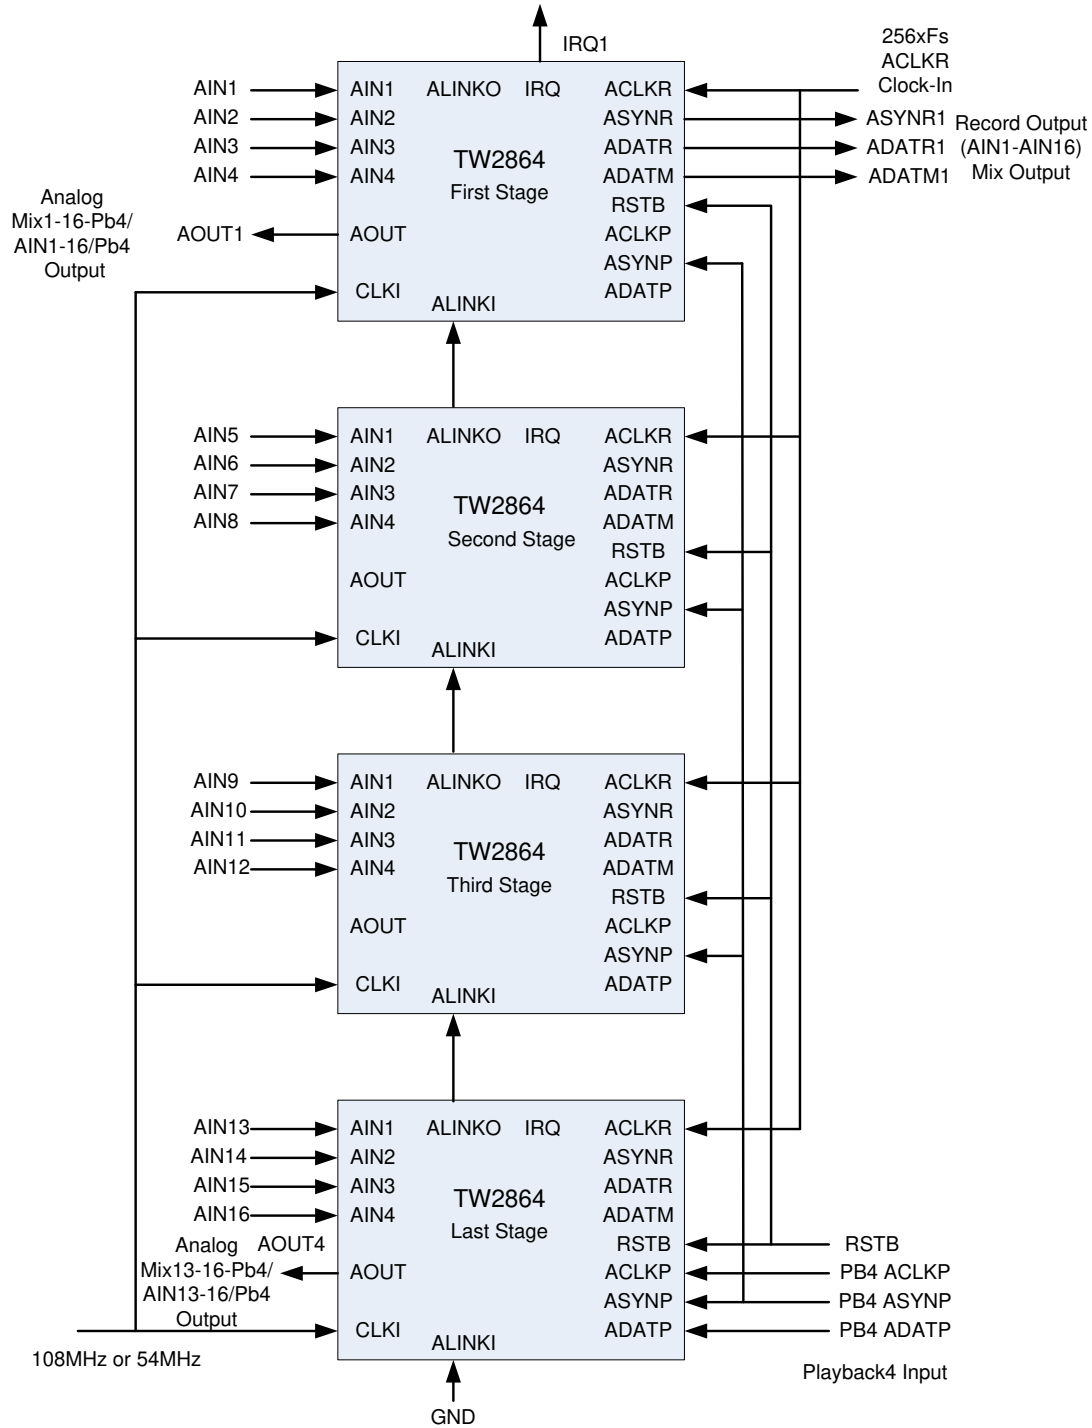 IRQ1
256xFs
ACLKR
Clock-In
AIN1 AIN1 ALINKO IRQ ACLKR
AIN2 AIN2 ASYNR ASYNR1 Record Output
AIN3 AIN3 TW2864 ADATR ADATR1 (AIN1-AIN16)
AIN4 AIN4 First Stage ADATM ADATM1 Mix Output
RSTB
Analog
Mix1-16-Pb4/
AIN1-16/Pb4
Output
AOUT1 AOUT ACLKP
ASYNP
CLKI ADATP
ALINKI
AIN5 AIN1 ALINKO IRQ ACLKR
AIN6 AIN2 ASYNR
AIN7 AIN3 TW2864 ADATR
AIN8 AIN4 Second Stage ADATM
RSTB
AOUT ACLKP
ASYNP
CLKI ADATP
ALINKI
AIN9 AIN1 ALINKO IRQ ACLKR
AIN10 AIN2 ASYNR
AIN11 AIN3 TW2864 ADATR
AIN12 AIN4 Third Stage ADATM
RSTB
AOUT ACLKP
ASYNP
CLKI ADATP
ALINKI
AIN13 AIN1 ALINKO IRQ ACLKR
AIN14 AIN2 ASYNR
AIN15 AIN3 TW2864 ADATR
AIN16 AIN4 Last Stage ADATM
RSTB RSTB
Analog
Mix13-16-Pb4/
AIN13-16/Pb4
Output
AOUT4
AOUT ACLKP PB4 ACLKP
ASYNP PB4 ASYNP
CLKI ADATP PB4 ADATP
ALINKI
108MHz or 54MHz
Playback4 Input
GND